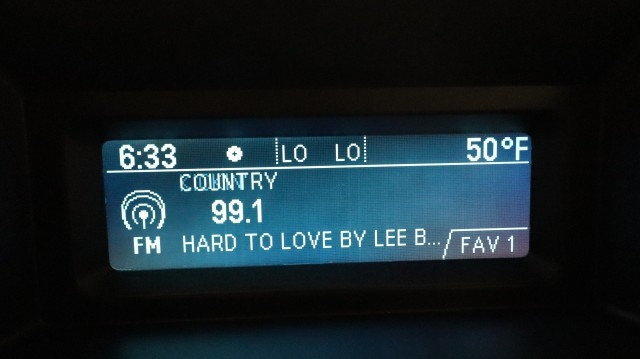 6:33 LO LO 50°F
COUNTRY
99.1
FM HARD TO LOVE BY LEE B... FAV 1